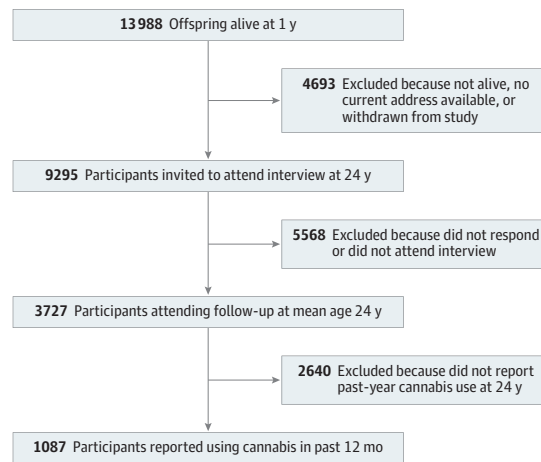 13 988 Offspring alive at 1 y
4693 Excluded because not alive, no
current address available, or
withdrawn from study
9295 Participants invited to attend interview at 24 y
5568 Excluded because did not respond
or did not attend interview
3727 Participants attending follow-up at mean age 24 y
2640 Excluded because did not report
past-year cannabis use at 24 y
1087 Participants reported using cannabis in past 12 mo